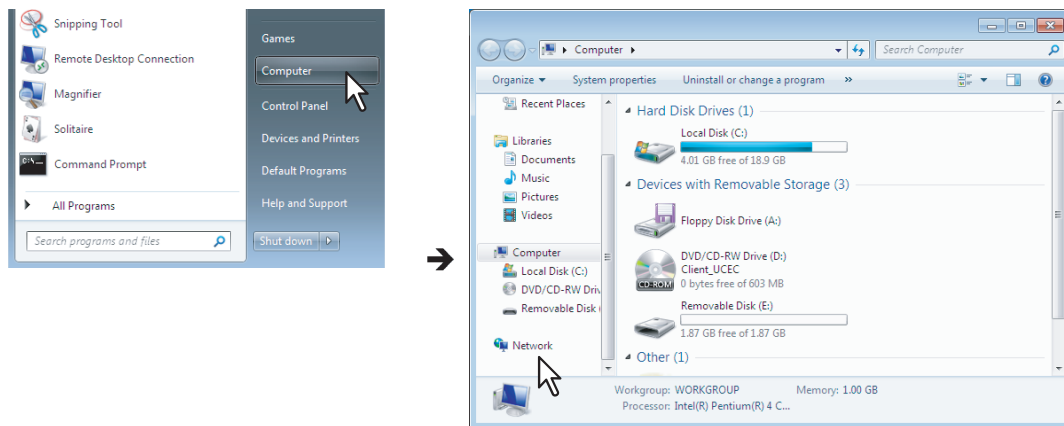 Snipping Tool
Remote Desktop Connection
Magnifier
Solitaire
Command Prompt
All Programs
Search programs and files
Games
Computer
Control Panel
Devices and Printers
Default Programs
Help and Support
Shut down
Computer
Search Computer
Organize
System properties
Uninstall or change a program
»
Recent Places
Libraries
Documents
Music
Pictures
Videos
Computer
Local Disk (C:)
DVD/CD-RW Driv
Removable Disk
Network
Hard Disk Drives (1)
Local Disk (C:)
4.01 GB free of 18.9 GB
Devices with Removable Storage (3)
Floppy Disk Drive (A:)
DVD/CD-RW Drive (D:)
Client_UCEC
CD-ROM
0 bytes free of 603 MB
Removable Disk (E:)
1.87 GB free of 1.87 GB
Other (1)
Workgroup: WORKGROUP Memory: 1.00 GB
Processor: Intel(R) Pentium(R) 4 C...